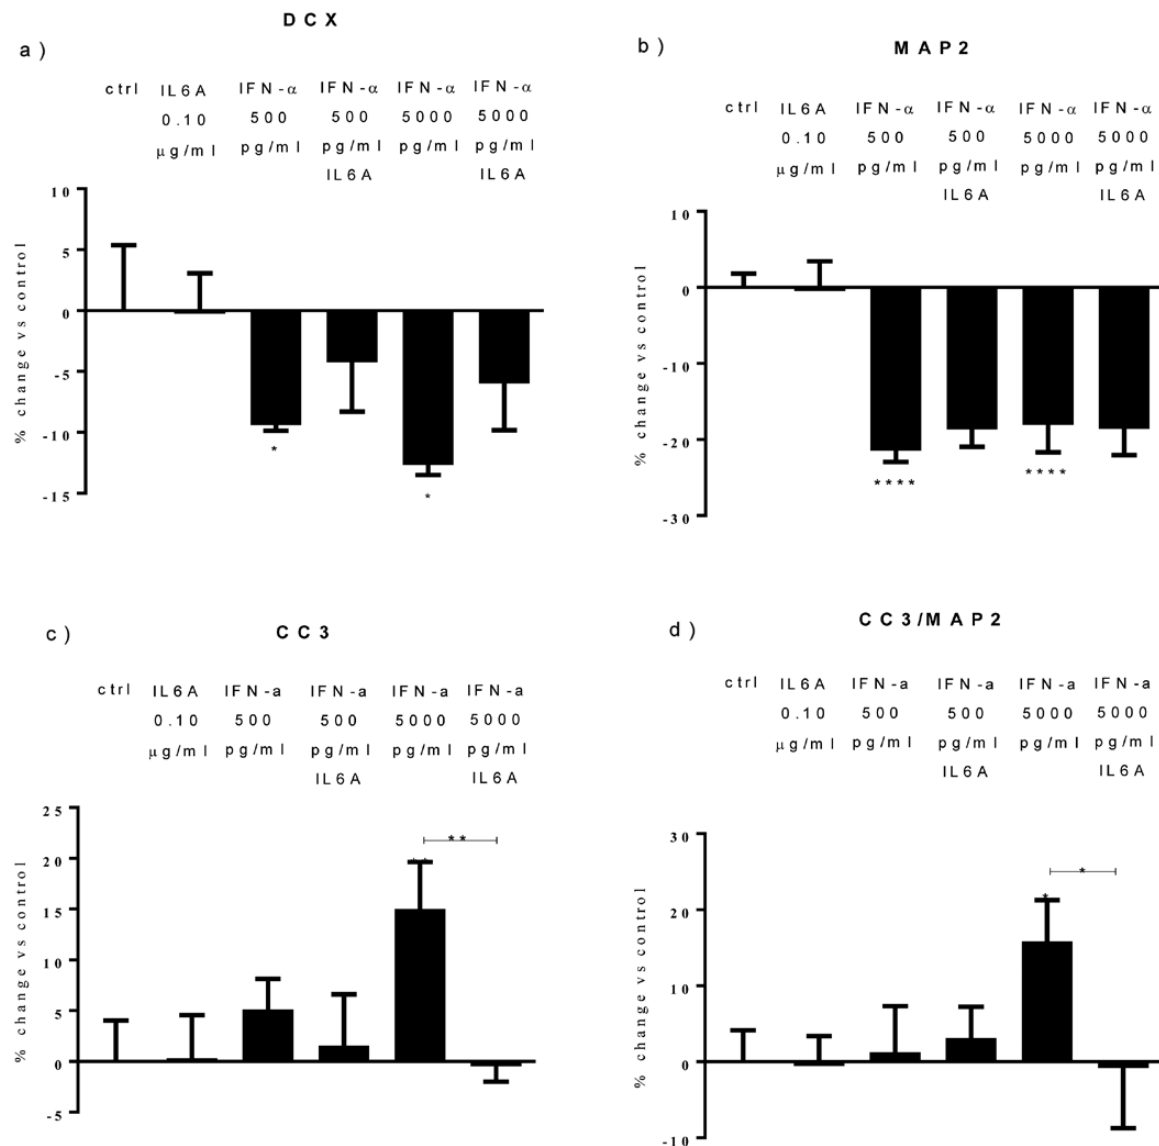 DCX
a)
ctrl IL6A IFN-α IFN-α IFN-α IFN-α
0.10 500 500 5000 5000
μg/ml pg/ml pg/ml pg/ml pg/ml
IL6A IL6A
10
5
0
-5
-10
-15
% change vs control
*
*
b)
MAP2
ctrl IL6A IFN-α IFN-α IFN-α IFN-α
0.10 500 500 5000 5000
μg/ml pg/ml pg/ml pg/ml pg/ml
IL6A IL6A
10
0
-10
-20
-30
% change vs control
****
****
c)
CC3
ctrl IL6A IFN-a IFN-a IFN-a IFN-a
0.10 500 500 5000 5000
μg/ml pg/ml pg/ml pg/ml pg/ml
IL6A IL6A
25
20
15
10
5
0
-5
% change vs control
**
**
d)
CC3/MAP2
ctrl IL6A IFN-a IFN-a IFN-a IFN-a
0.10 500 500 5000 5000
μg/ml pg/ml pg/ml pg/ml pg/ml
IL6A IL6A
30
20
10
0
-10
% change vs control
*
*